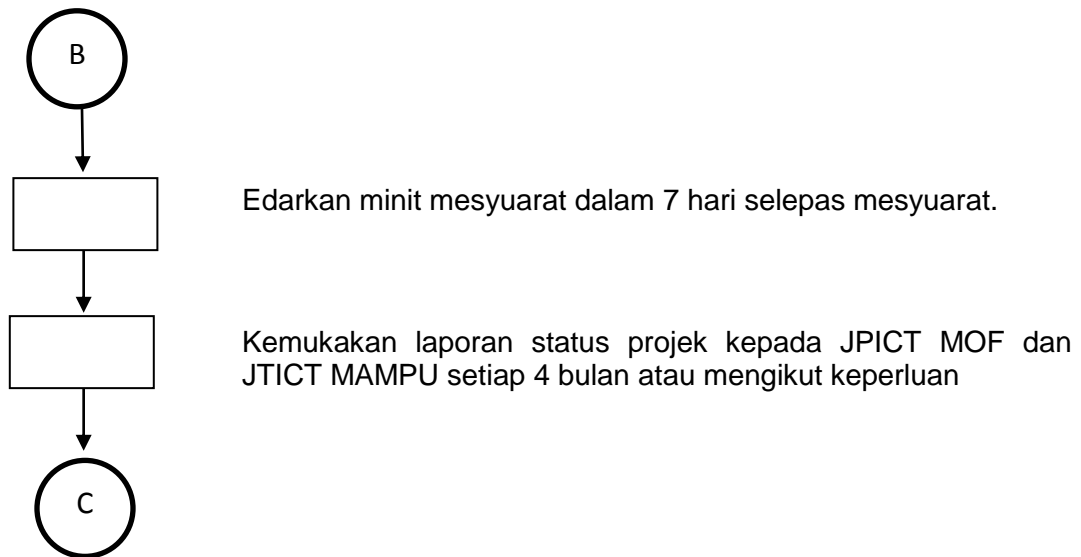 B
Edarkan minit mesyuarat dalam 7 hari selepas mesyuarat.
Kemukakan laporan status projek kepada JPICT MOF dan
JTICT MAMPU setiap 4 bulan atau mengikut keperluan
C